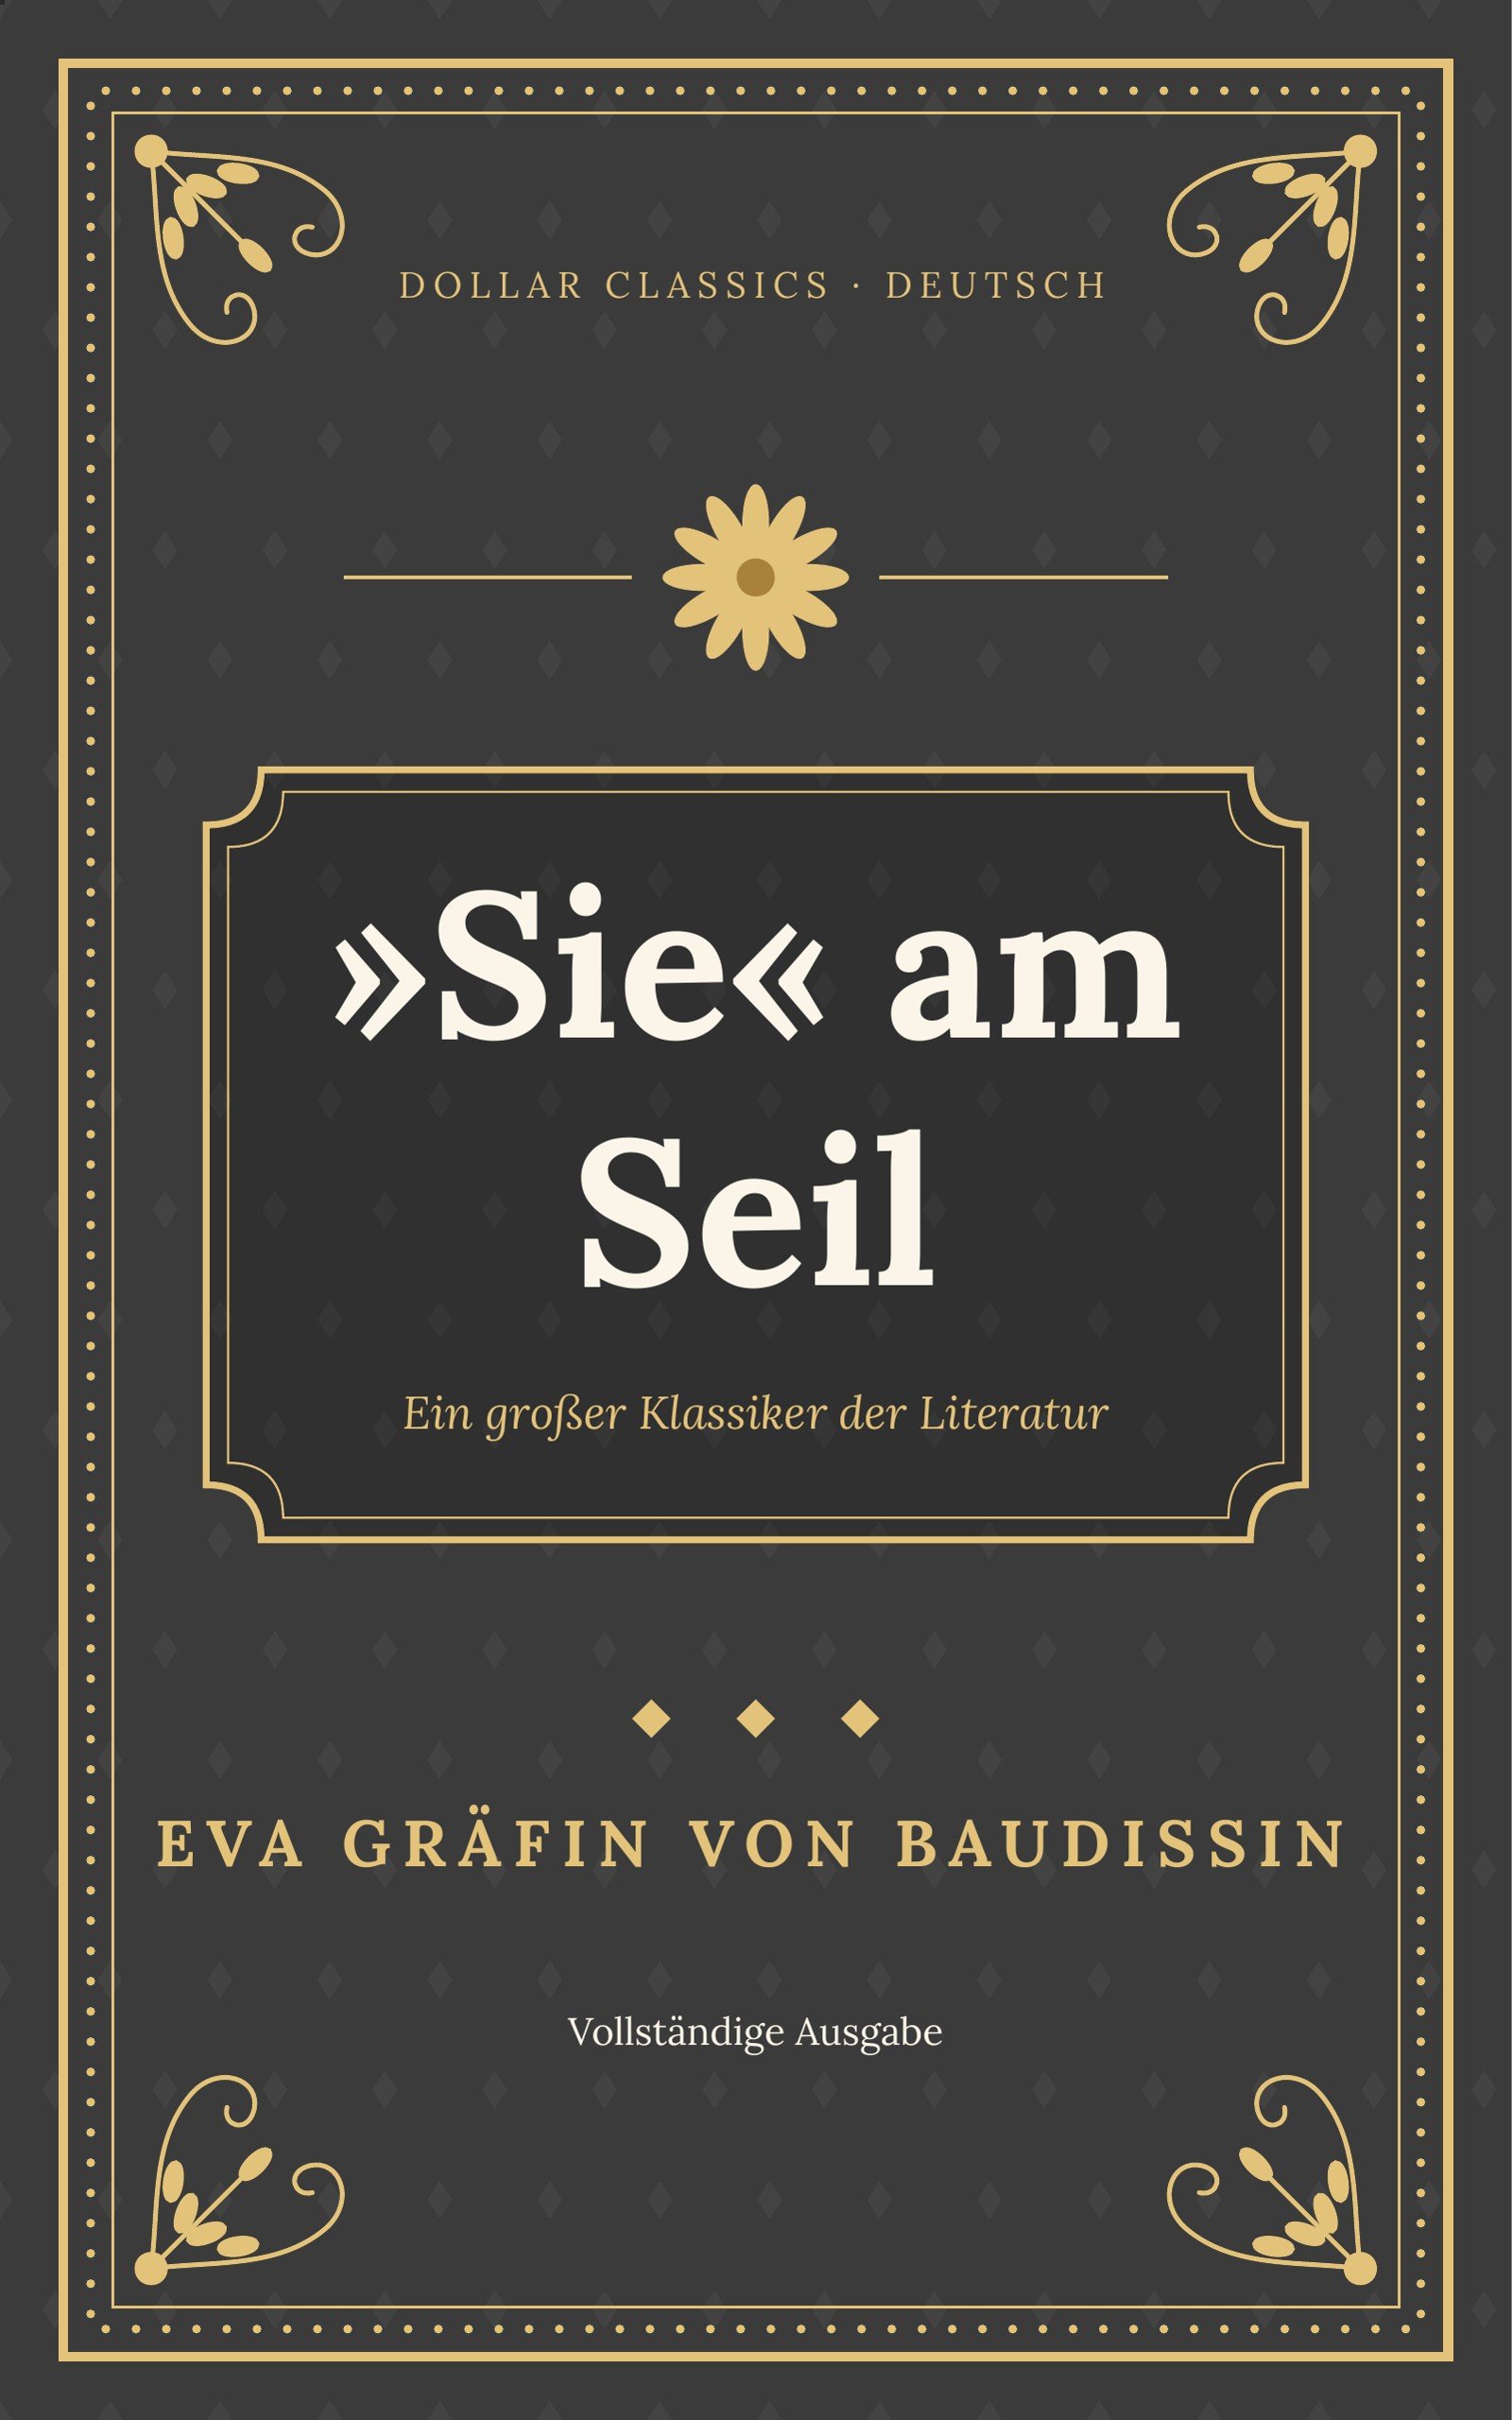 DOLLAR CLASSICS · DEUTSCH
»Sie« am
Seil
Ein großer Klassiker der Literatur
EVA GRÄFIN VON BAUDISSIN
Vollständige Ausgabe